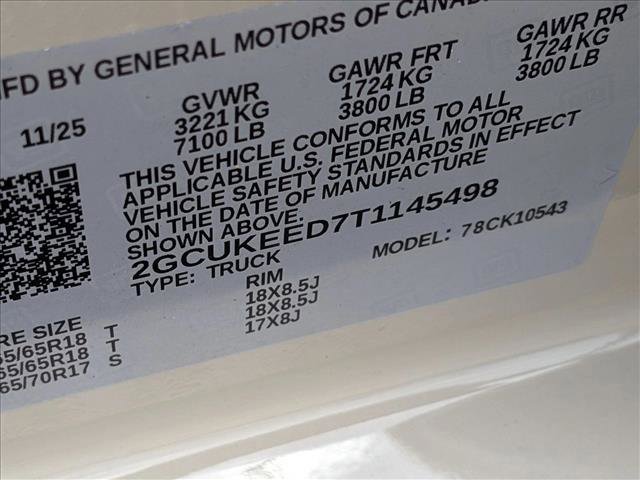 MFD BY GENERAL MOTORS OF CANAD
11/25
GVWR
3221 KG
7100 LB
GAWR FRT
1724 KG
3800 LB
GAWR RR
1724 KG
3800 LB
THIS VEHICLE CONFORMS TO ALL
APPLICABLE U.S. FEDERAL MOTOR
VEHICLE SAFETY STANDARDS IN EFFECT
ON THE DATE OF MANUFACTURE
SHOWN ABOVE.
2GCUKEED7T1145498
TYPE: TRUCK
MODEL: 78CK10543
RE SIZE
RIM
65/65R18 T 18X8.5J
65/65R18 T 18X8.5J
65/70R17 S 17X8J